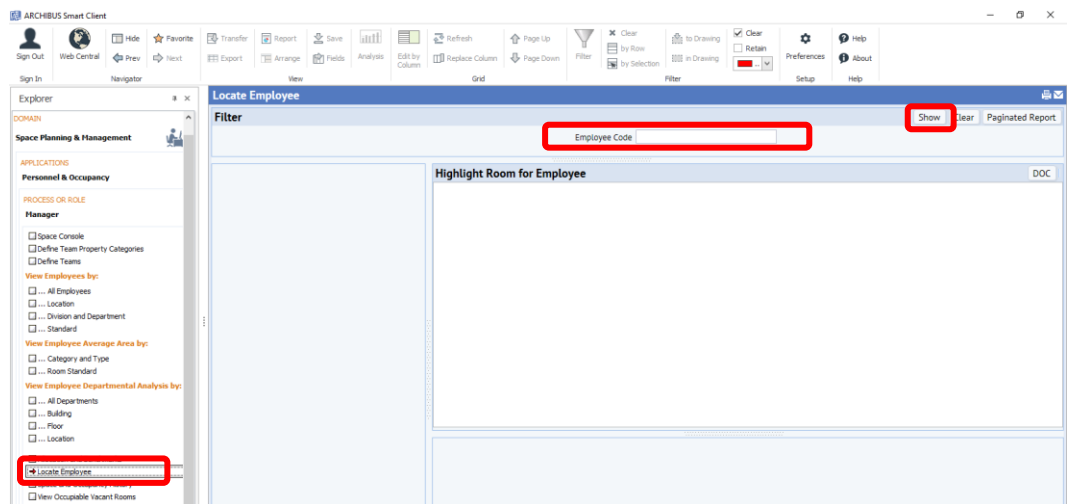 ARCHIBUS Smart Client
Sign Out
Web Central
Hide
Favorite
Prev
Next
Transfer
Report
Save
Export
Arrange
Fields
Analysis
Edit by
Column
Refresh
Page Up
Replace Column
Page Down
Filter
Clear
by Row
by Selection
to Drawing
in Drawing
Clear
Retain
...
Preferences
Help
About
Sign In
Navigator
View
Grid
Filter
Setup
Help
Explorer
DOMAIN
Space Planning & Management
APPLICATIONS
Personnel & Occupancy
PROCESS OR ROLE
Manager
Space Console
Define Team Property Categories
Define Teams
View Employees by:
... All Employees
... Location
... Division and Department
... Standard
View Employee Average Area by:
... Category and Type
... Room Standard
View Employee Departmental Analysis by:
... All Departments
... Building
... Floor
... Location
Locate Employee
View Occupiable Vacant Rooms
Locate Employee
Filter
Show
Clear
Paginated Report
Employee Code
Highlight Room for Employee
DOC